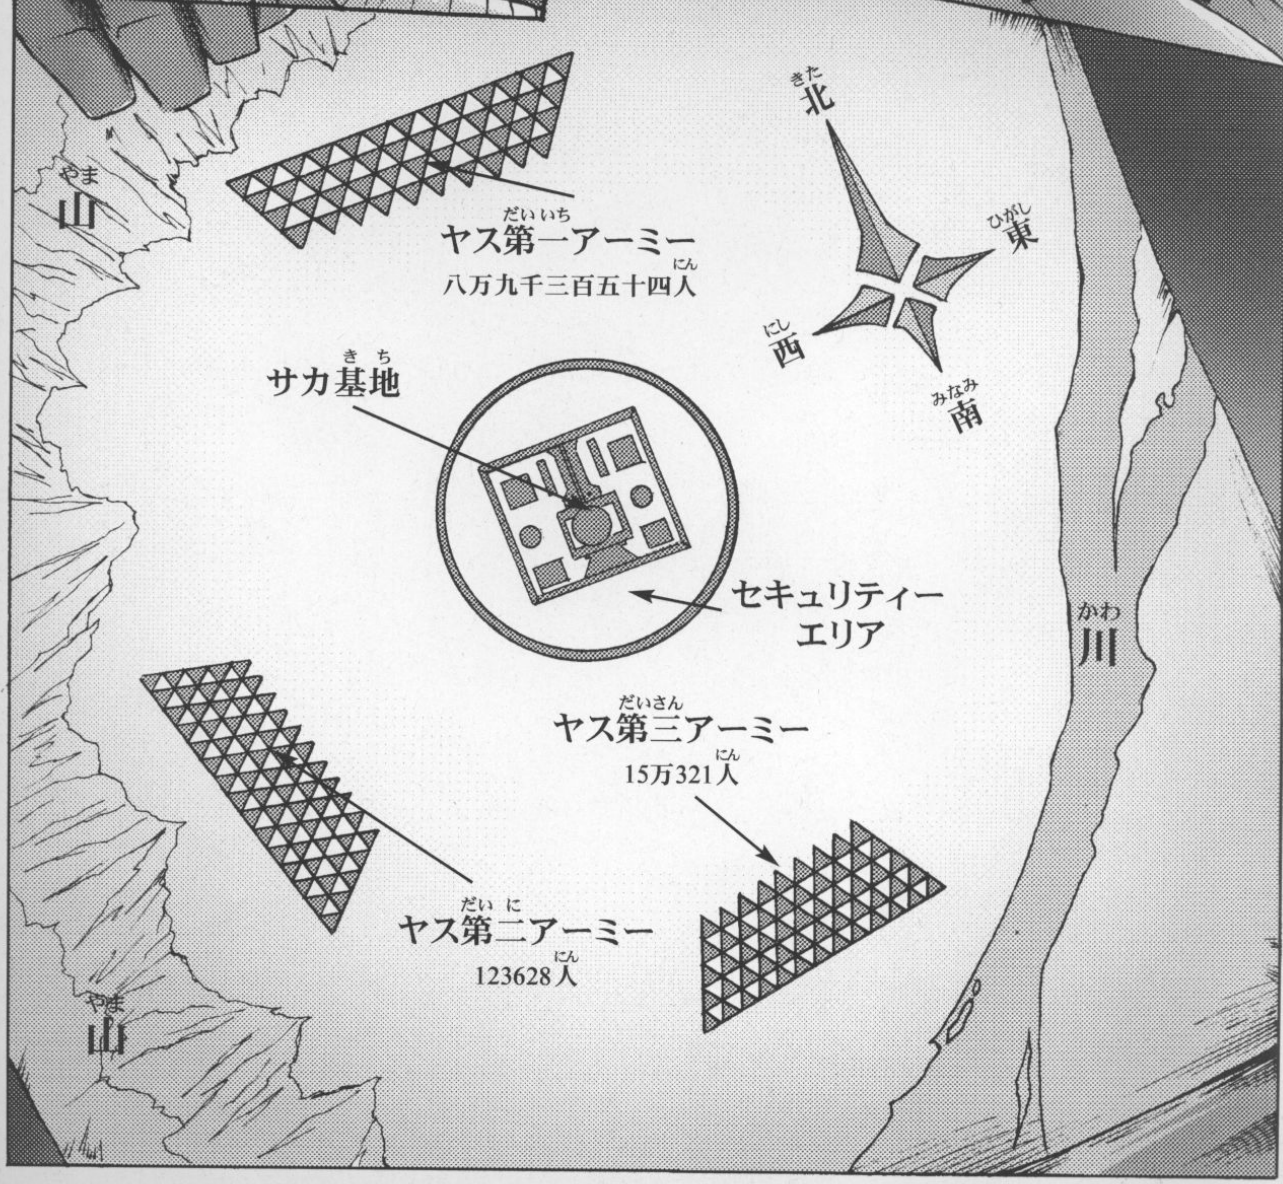 北
きた
東
ひがし
西
にし
南
みなみ
山
やま
ヤス第一アーミー
だいいち
八万九千三百五十四人
にん
サカ基地
きち
セキュリティー
エリア
川
かわ
ヤス第三アーミー
だいさん
15万321人
にん
ヤス第二アーミー
だいに
123628人
にん
山
やま